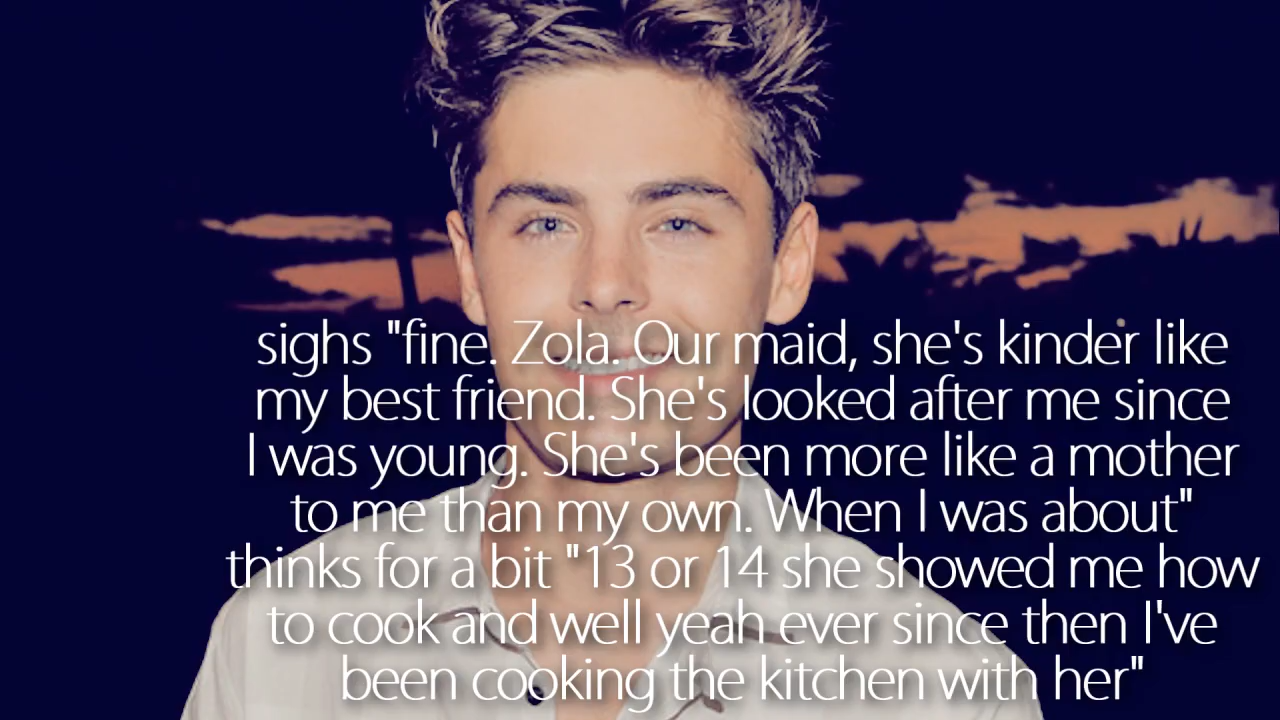 sighs "fine. Zola. Our maid, she's kinder like
my best friend. She's looked after me since
I was young. She's been more like a mother
to me than my own. When I was about"
thinks for a bit "13 or 14 she showed me how
to cook and well yeah ever since then I've
been cooking the kitchen with her"